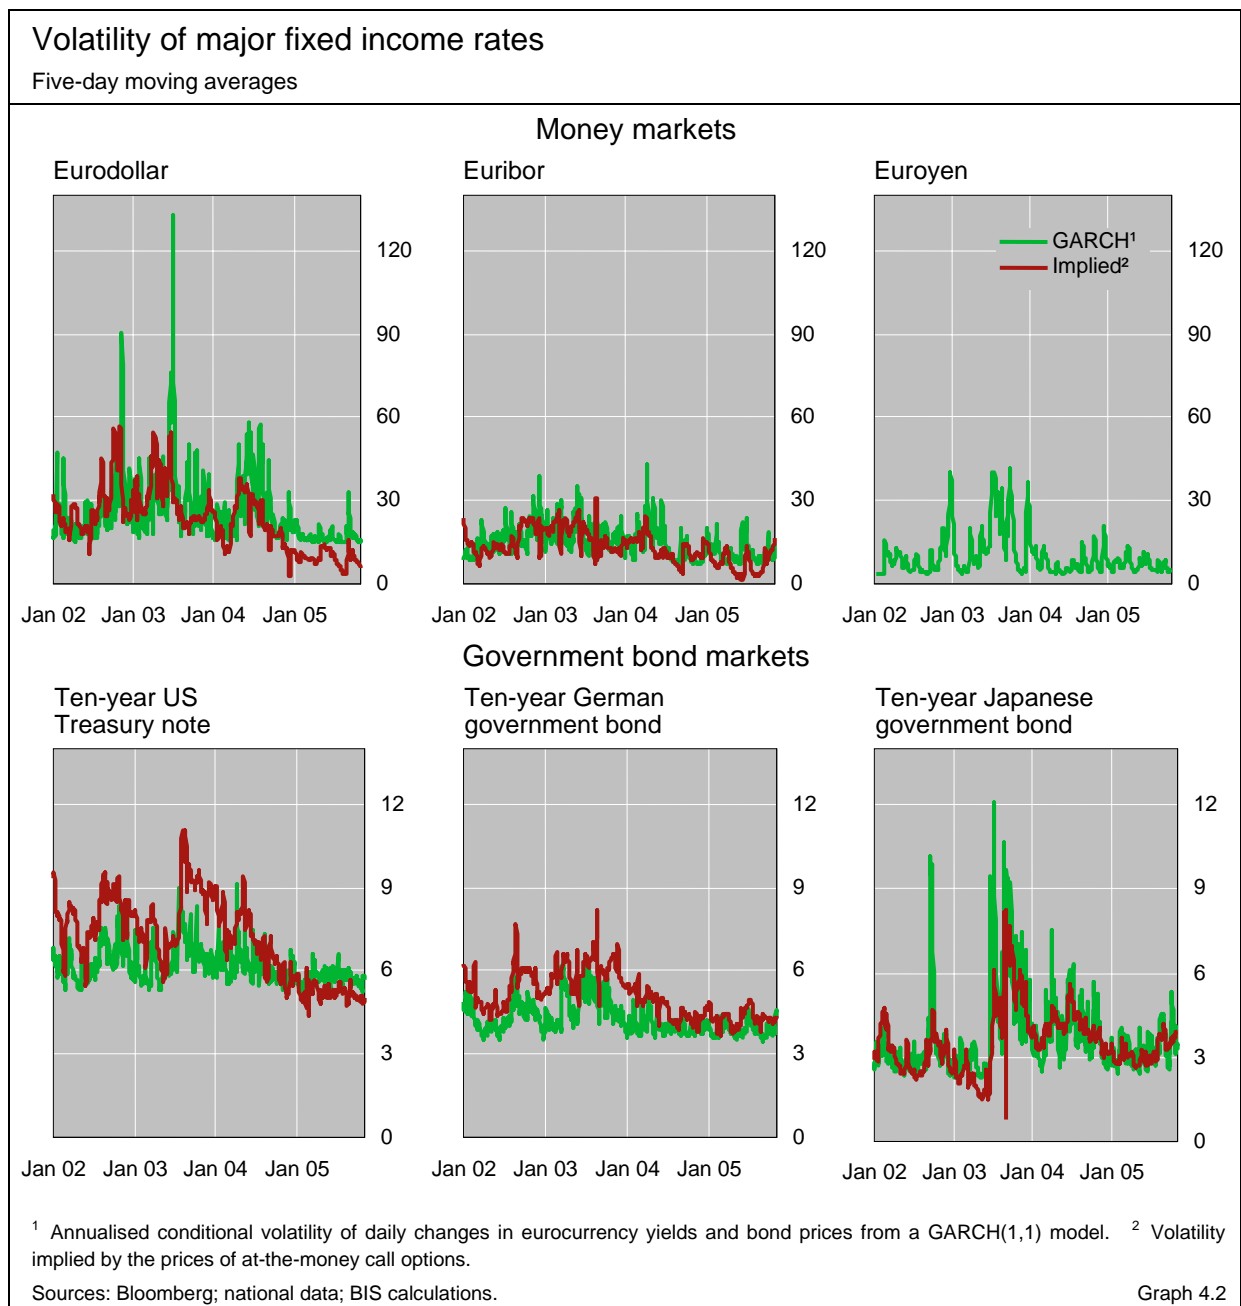 Volatility of major fixed income rates
Five-day moving averages
Money markets
Eurodollar
Euribor
Euroyen
120
90
60
30
0
Jan 02 Jan 03 Jan 04 Jan 05
120
90
60
30
0
Jan 02 Jan 03 Jan 04 Jan 05
GARCH¹
Implied²
120
90
60
30
0
Jan 02 Jan 03 Jan 04 Jan 05
Government bond markets
Ten-year US
Treasury note
Ten-year German
government bond
Ten-year Japanese
government bond
12
9
6
3
0
Jan 02 Jan 03 Jan 04 Jan 05
12
9
6
3
0
Jan 02 Jan 03 Jan 04 Jan 05
12
9
6
3
0
Jan 02 Jan 03 Jan 04 Jan 05
¹ Annualised conditional volatility of daily changes in eurocurrency yields and bond prices from a GARCH(1,1) model. ² Volatility
implied by the prices of at-the-money call options.
Sources: Bloomberg; national data; BIS calculations. Graph 4.2